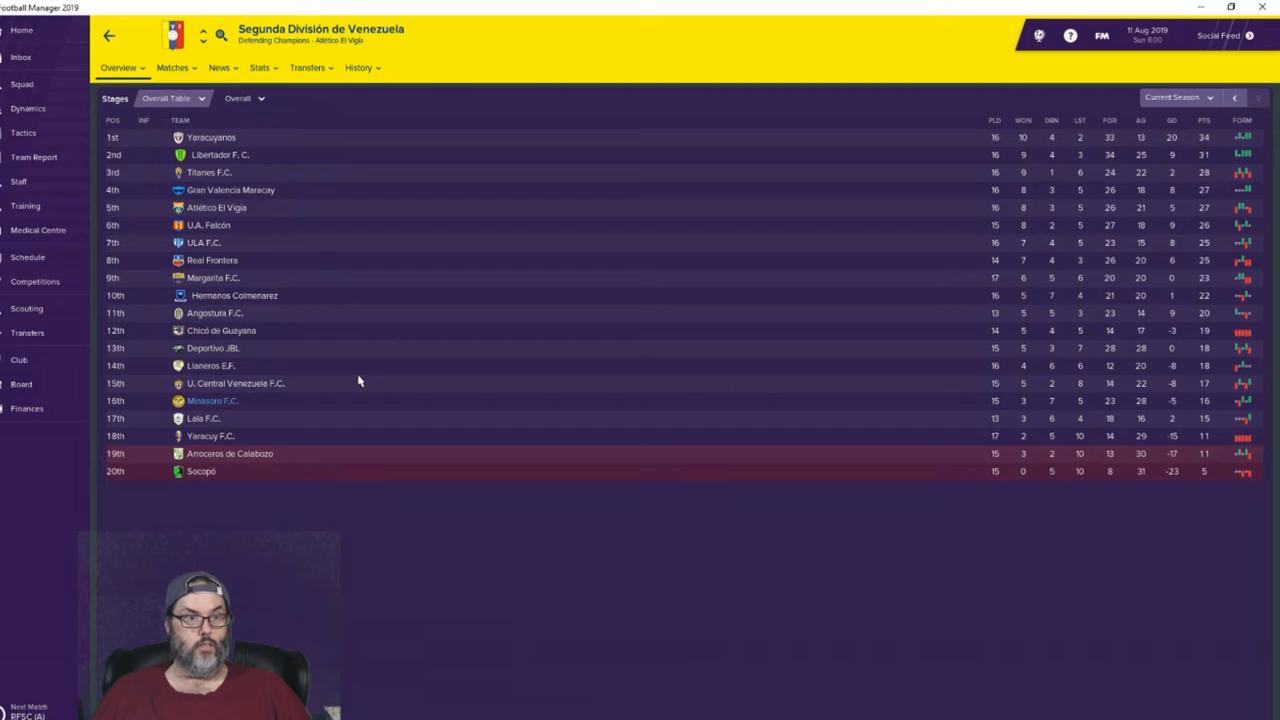 Football Manager 2019
Home
Inbox
Squad
Dynamics
Tactics
Team Report
Staff
Training
Medical Centre
Schedule
Competitions
Scouting
Transfers
Club
Board
Finances
Next Match
RFSC (A)
Segunda División de Venezuela
Defending Champions - Atlético El Vigía
FM
11 Aug 2019
Sun 8:00
Social Feed
Overview Matches News Stats Transfers History
Stages Overall Table Overall Current Season
POS INF TEAM PLD WON DRN LST FOR AG GD PTS FORM
1st Yaracuyanos 16 10 4 2 33 13 20 34
2nd Libertador F. C. 16 9 4 3 34 25 9 31
3rd Titanes F.C. 16 9 1 6 24 22 2 28
4th Gran Valencia Maracay 16 8 3 5 26 18 8 27
5th Atlético El Vigía 16 8 3 5 26 21 5 27
6th U.A. Falcón 15 8 2 5 27 18 9 26
7th ULA F.C. 16 7 4 5 23 15 8 25
8th Real Frontera 14 7 4 3 26 20 6 25
9th Margarita F.C. 17 6 5 6 20 20 0 23
10th Hermanos Colmenarez 16 5 7 4 21 20 1 22
11th Angostura F.C. 13 5 5 3 23 14 9 20
12th Chicó de Guayana 14 5 4 5 14 17 -3 19
13th Deportivo JBL 15 5 3 7 28 28 0 18
14th Llaneros E.F. 16 4 6 6 12 20 -8 18
15th U. Central Venezuela F.C. 15 5 2 8 14 22 -8 17
16th Minasoro F.C. 15 3 7 5 23 28 -5 16
17th Lala F.C. 13 3 6 4 18 16 2 15
18th Yaracuy F.C. 17 2 5 10 14 29 -15 11
19th Arroceros de Calabozo 15 3 2 10 13 30 -17 11
20th Socopó 15 0 5 10 8 31 -23 5